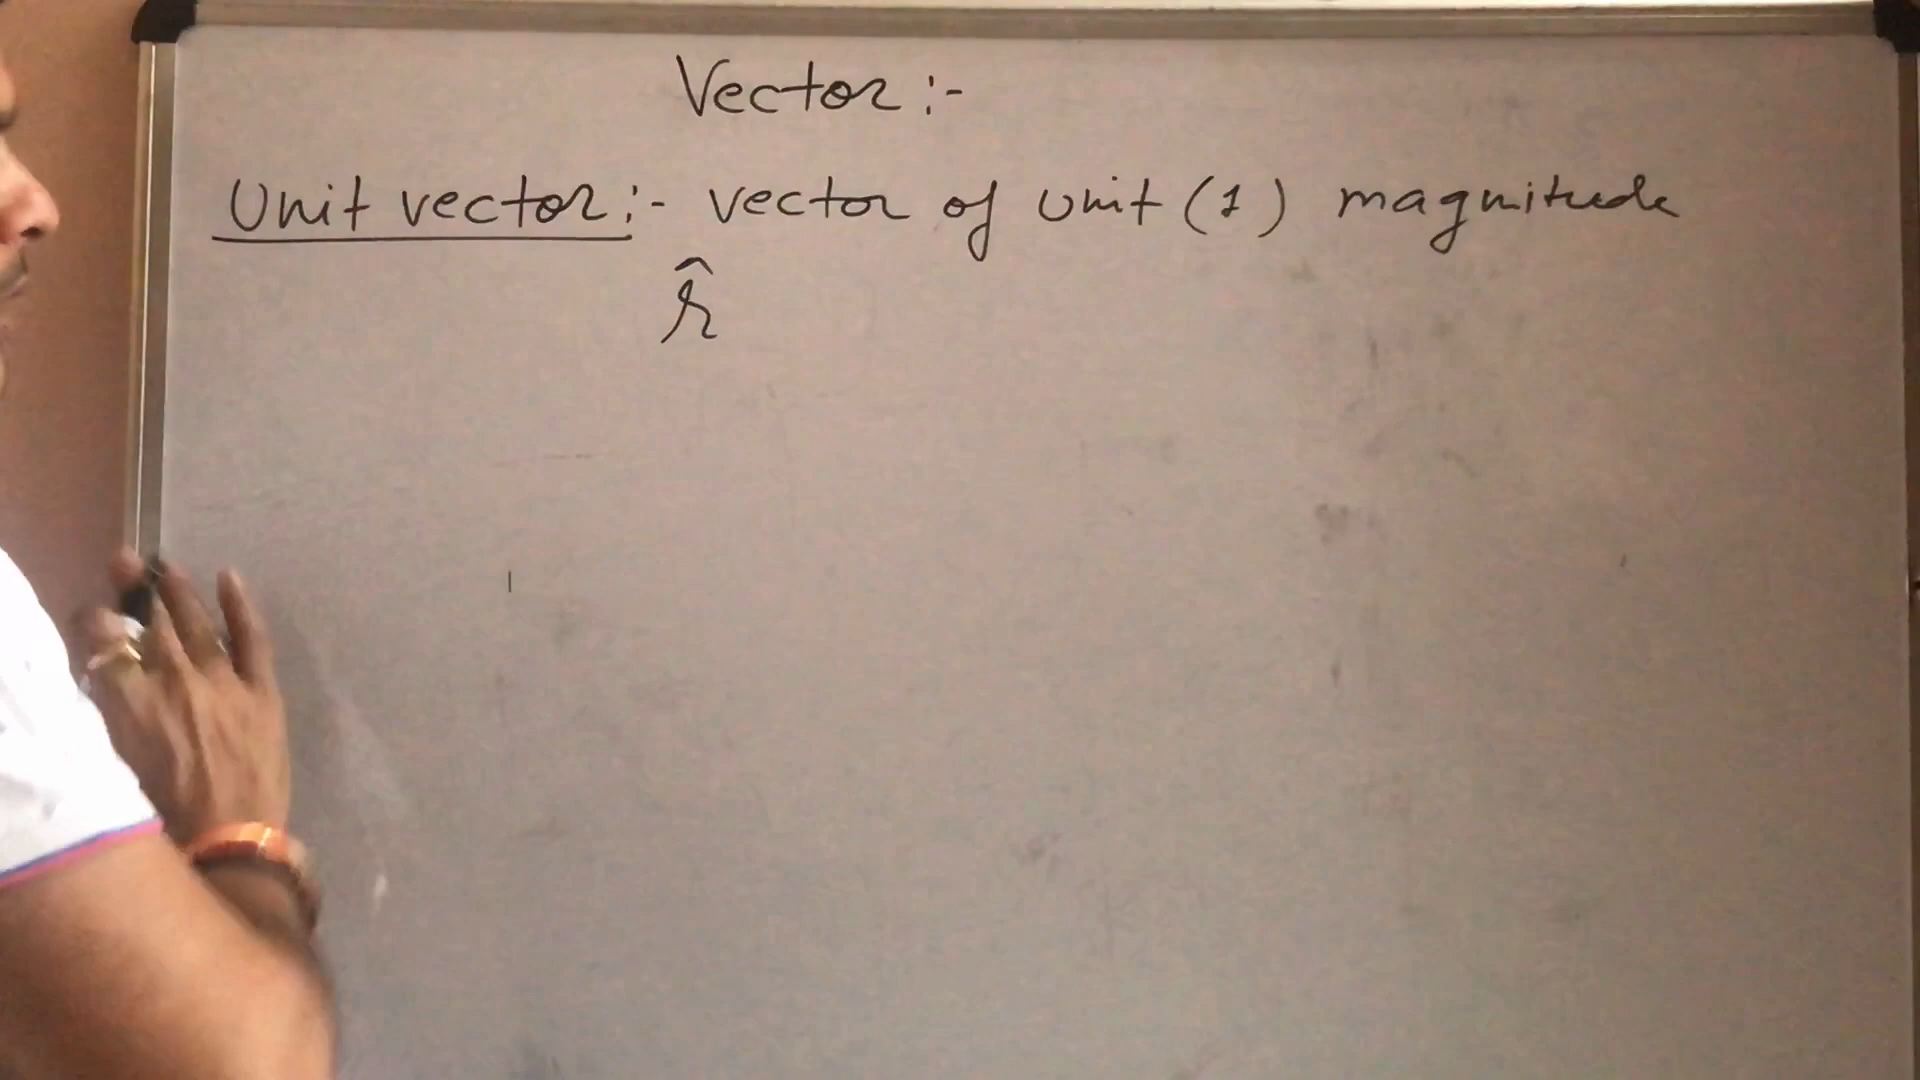 Vector :-
Unit vector :- vector of unit (1) magnitude
r̂